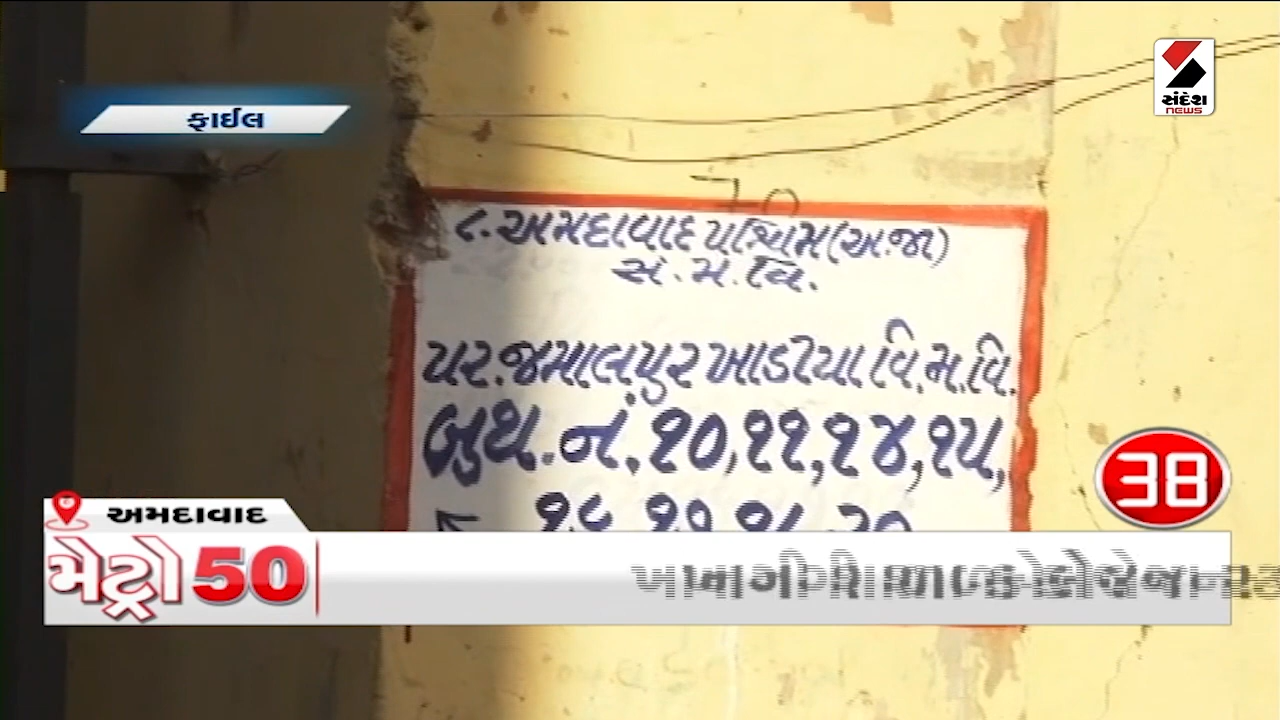 ફાઈલ
સંદેશ
NEWS
૮. અમદાવાદ પશ્ચિમ (અ.જા)
સં. મ. વિ.
૫૨. જમાલપુર ખાડીયા વિ. મ. વિ.
બુથ. નં. ૧૦, ૧૧, ૧૪, ૧૫,
38
અમદાવાદ
મેટ્રો 50